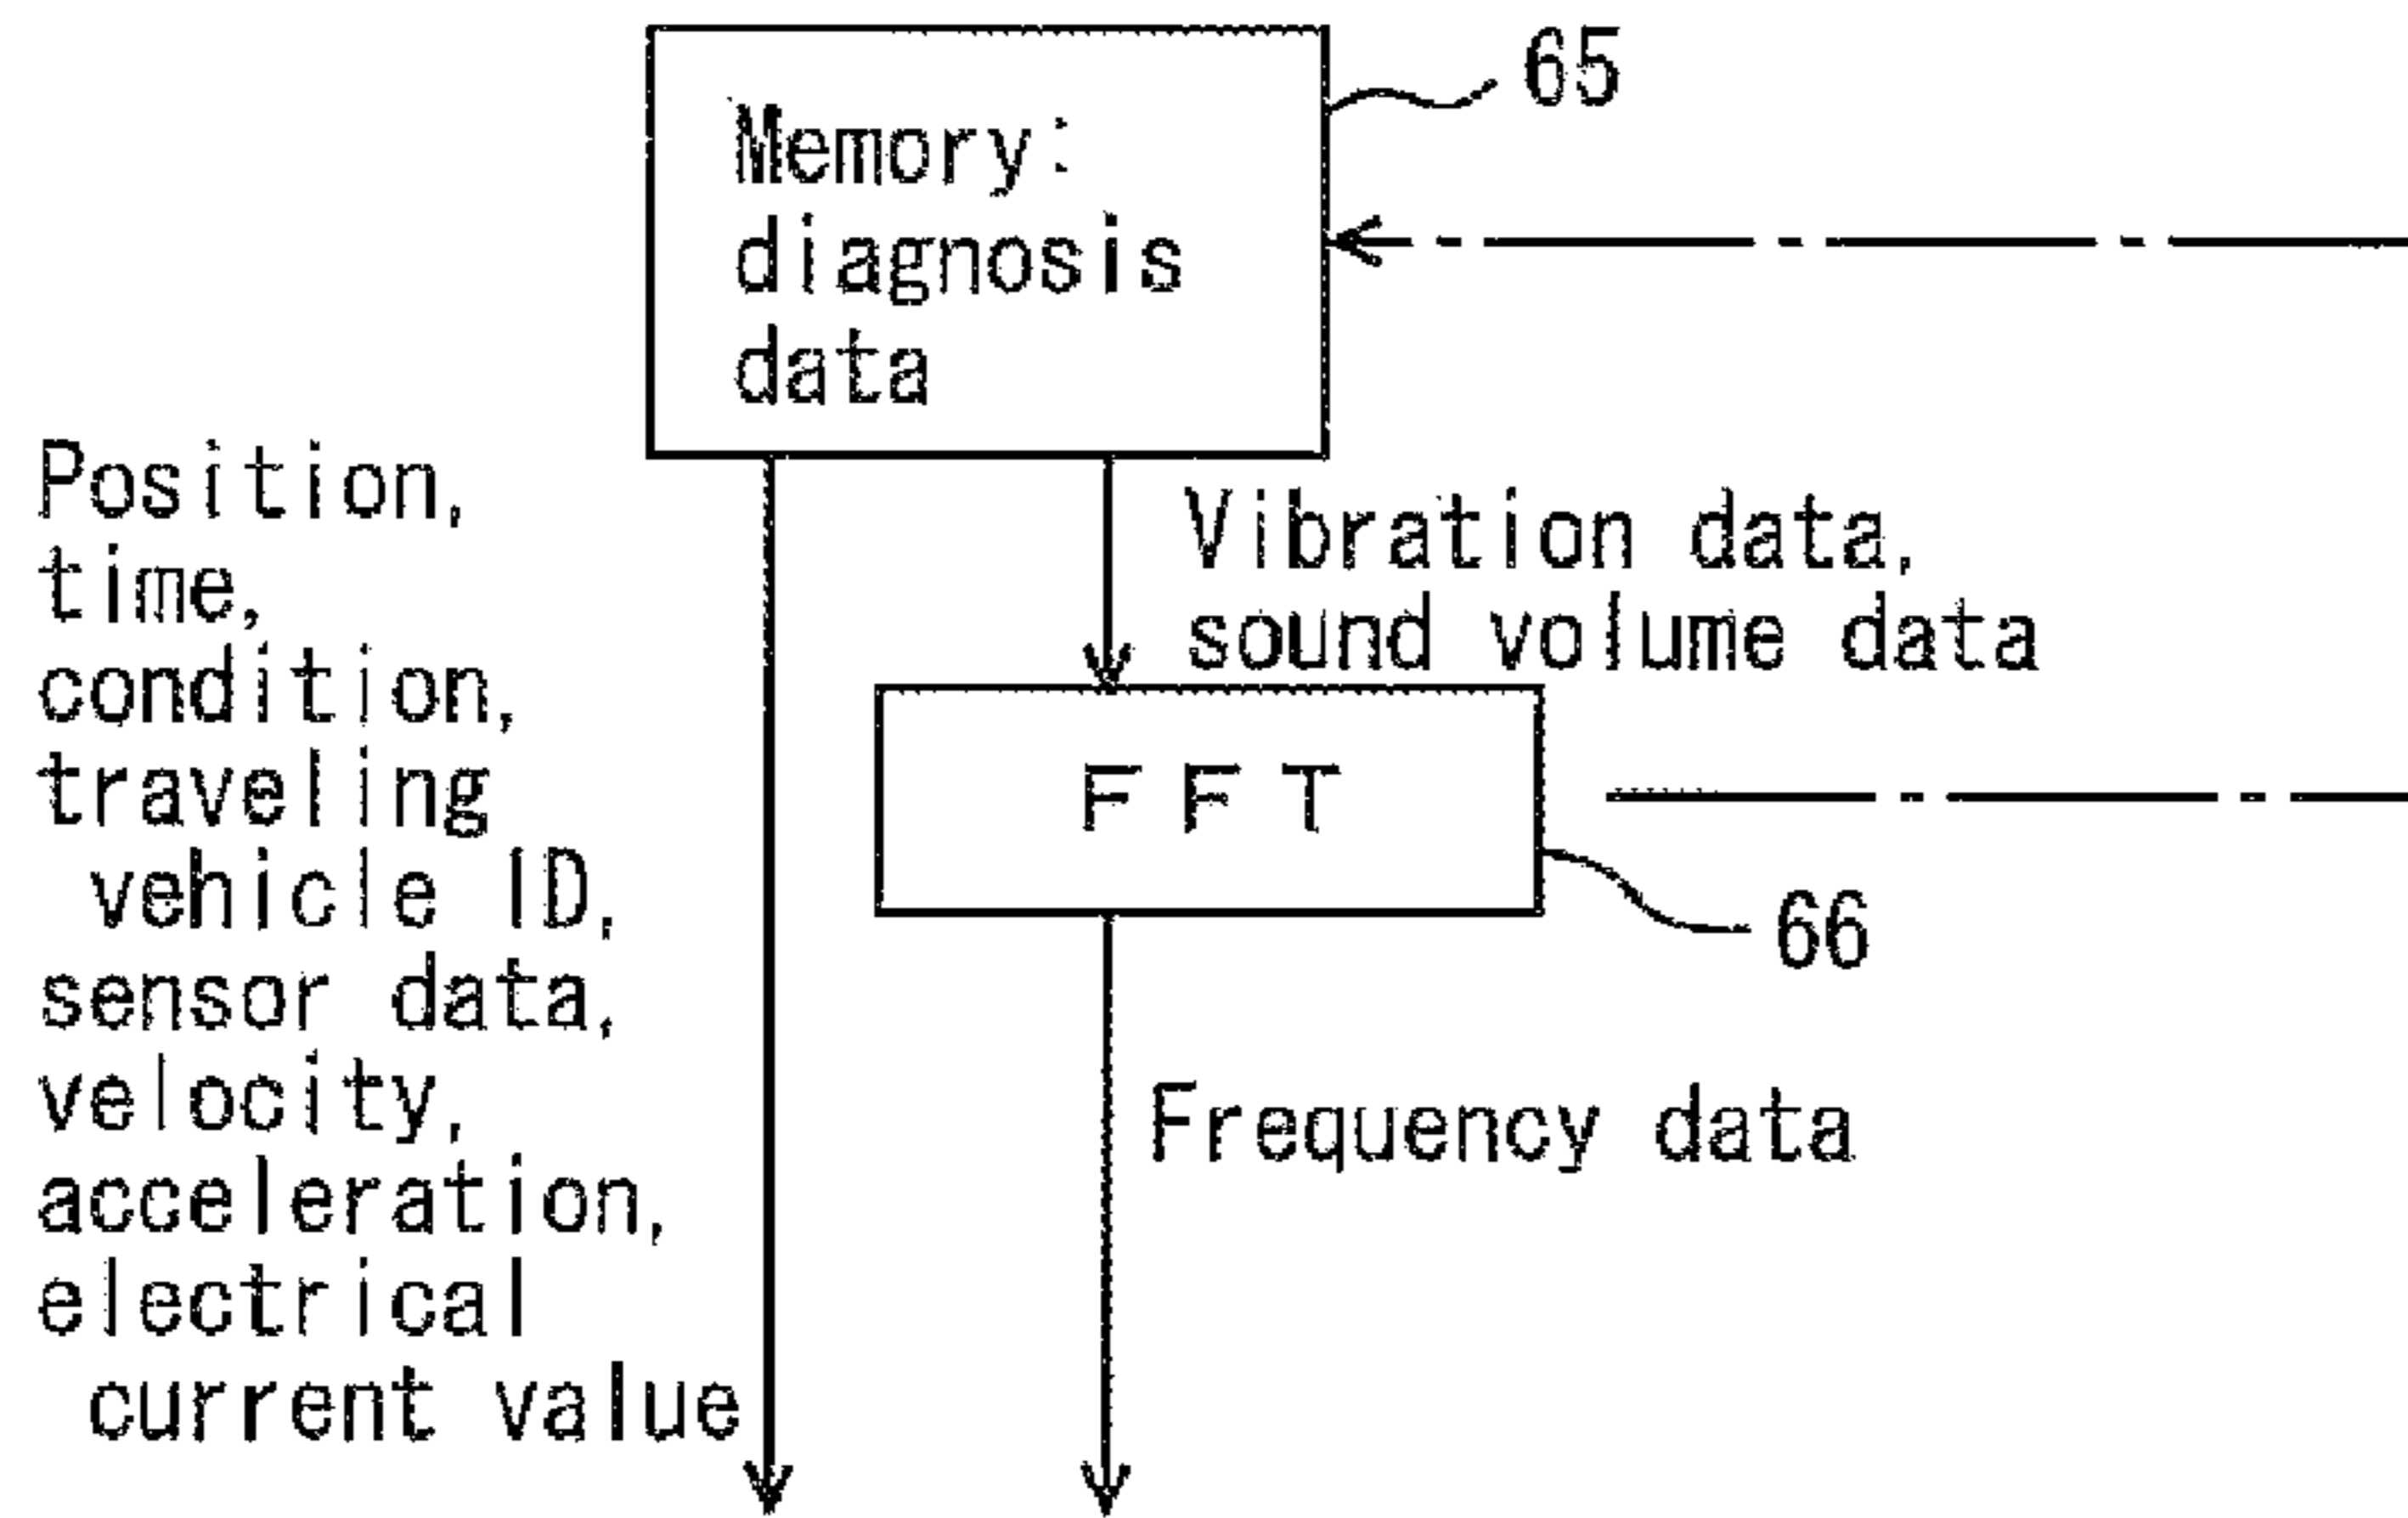 65
Memory:
diagnosis
data
Position,
time,
condition,
traveling
vehicle ID,
sensor data,
velocity,
acceleration,
electrical
current value
Vibration data,
sound volume data
FFT
66
Frequency data